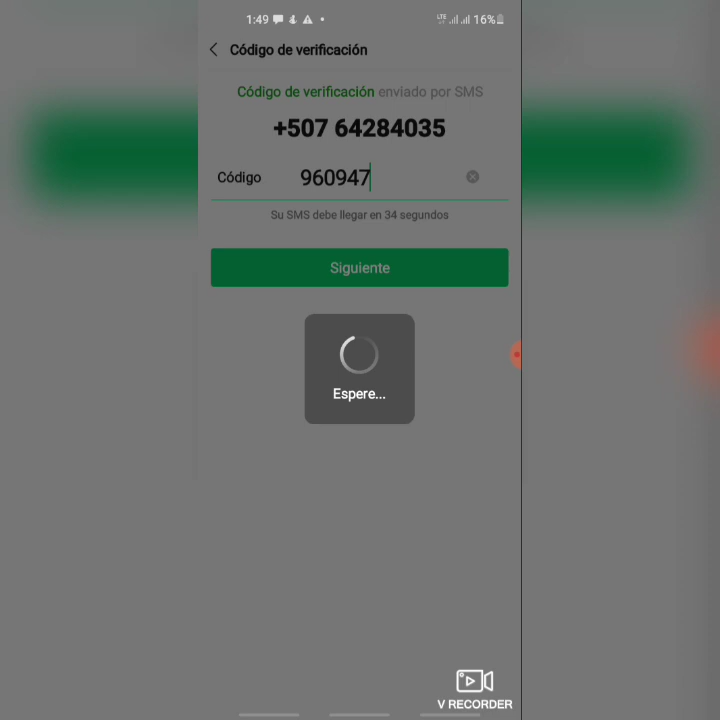 1:49 LTE 16%
Código de verificación
Código de verificación enviado por SMS
+507 64284035
Código 960947
Su SMS debe llegar en 34 segundos
Siguiente
Espere...
V RECORDER